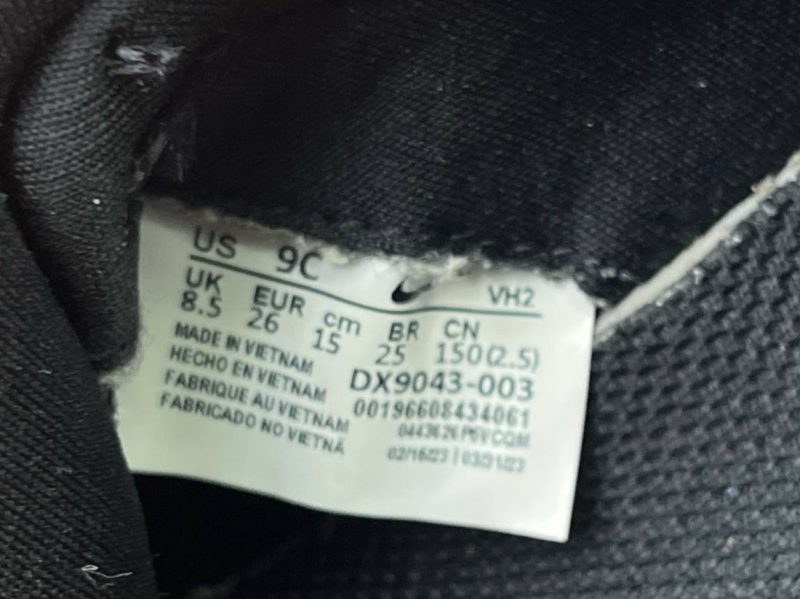 US 9C VH2
UK EUR cm BR CN
8.5 26 15 25 150(2.5)
MADE IN VIETNAM
HECHO EN VIETNAM
FABRIQUE AU VIETNAM
FABRICADO NO VIETNÃ
DX9043-003
00196608434061
02/16/23 | 03/31/23